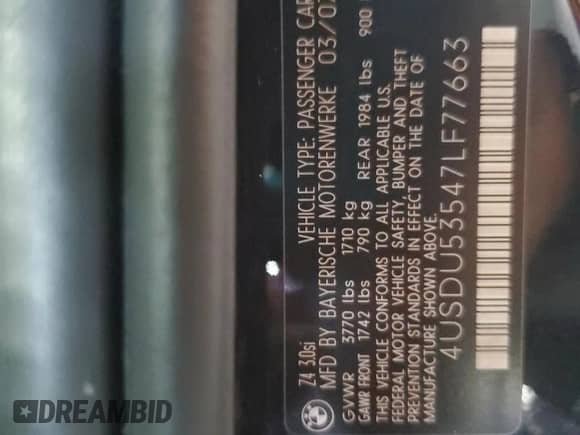 Z4 3.0si VEHICLE TYPE: PASSENGER CAR
MFD BY BAYERISCHE MOTORENWERKE 03/07
GVWR 3770 lbs 1710 kg
GAWR FRONT 1742 lbs 790 kg REAR 1984 lbs 900
THIS VEHICLE CONFORMS TO ALL APPLICABLE U.S.
FEDERAL MOTOR VEHICLE SAFETY, BUMPER AND THEFT
PREVENTION STANDARDS IN EFFECT ON THE DATE OF
MANUFACTURE SHOWN ABOVE.
4USDU53547LF77663
DREAMBID